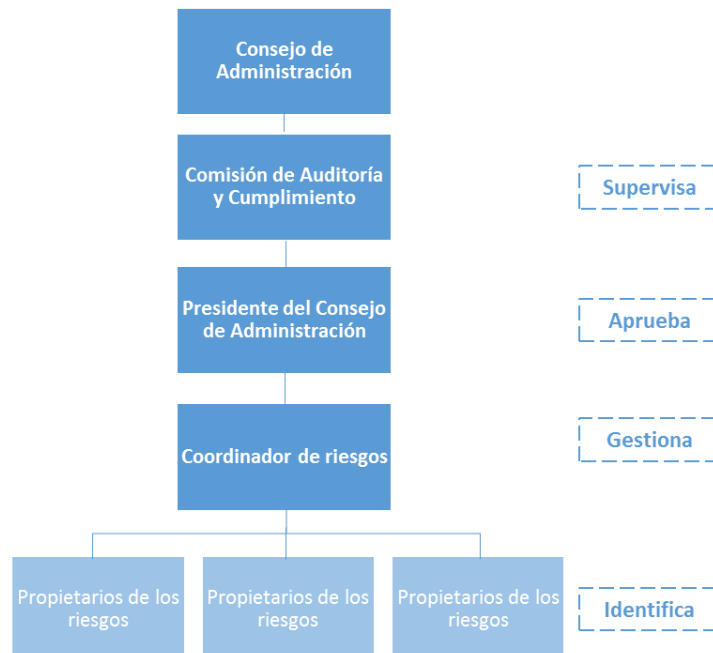 Consejo de
Administración
Comisión de Auditoría
y Cumplimiento
Supervisa
Presidente del Consejo
de Administración
Aprueba
Coordinador de riesgos
Gestiona
Propietarios de los
riesgos
Propietarios de los
riesgos
Propietarios de los
riesgos
Identifica